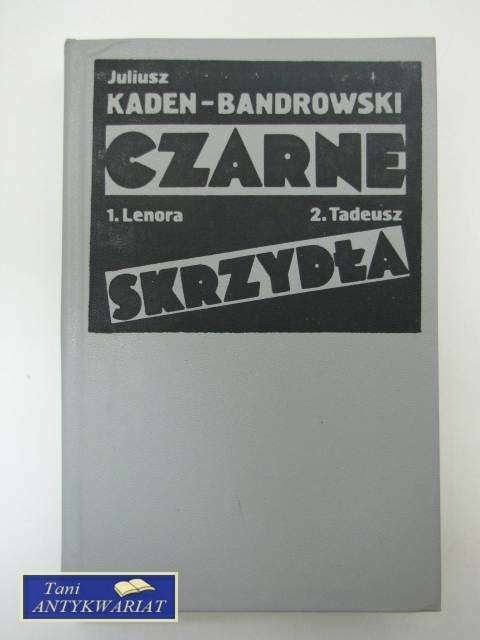 Juliusz
KADEN-BANDROWSKI
CZARNE
1. Lenora 2. Tadeusz
SKRZYDŁA
Tani
ANTYKWARIAT